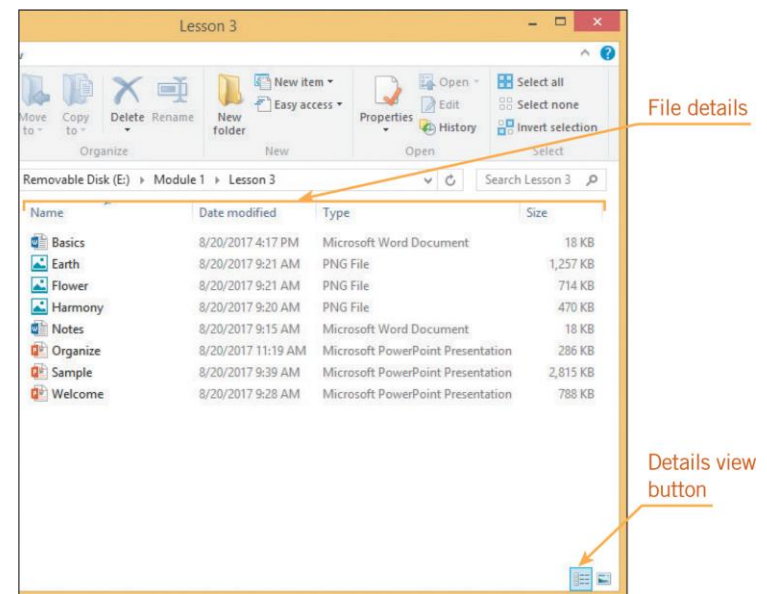 Lesson 3
Move to
Copy to
Delete
Rename
New folder
New item
Easy access
Properties
Open
Edit
History
Select all
Select none
Invert selection
Organize
New
Open
Select
File details
Removable Disk (E:) Module 1 Lesson 3
Search Lesson 3
Name Date modified Type Size
Basics 8/20/2017 4:17 PM Microsoft Word Document 18 KB
Earth 8/20/2017 9:21 AM PNG File 1,257 KB
Flower 8/20/2017 9:21 AM PNG File 714 KB
Harmony 8/20/2017 9:20 AM PNG File 470 KB
Notes 8/20/2017 9:15 AM Microsoft Word Document 18 KB
Organize 8/20/2017 11:19 AM Microsoft PowerPoint Presentation 286 KB
Sample 8/20/2017 9:39 AM Microsoft PowerPoint Presentation 2,815 KB
Welcome 8/20/2017 9:28 AM Microsoft PowerPoint Presentation 788 KB
Details view
button